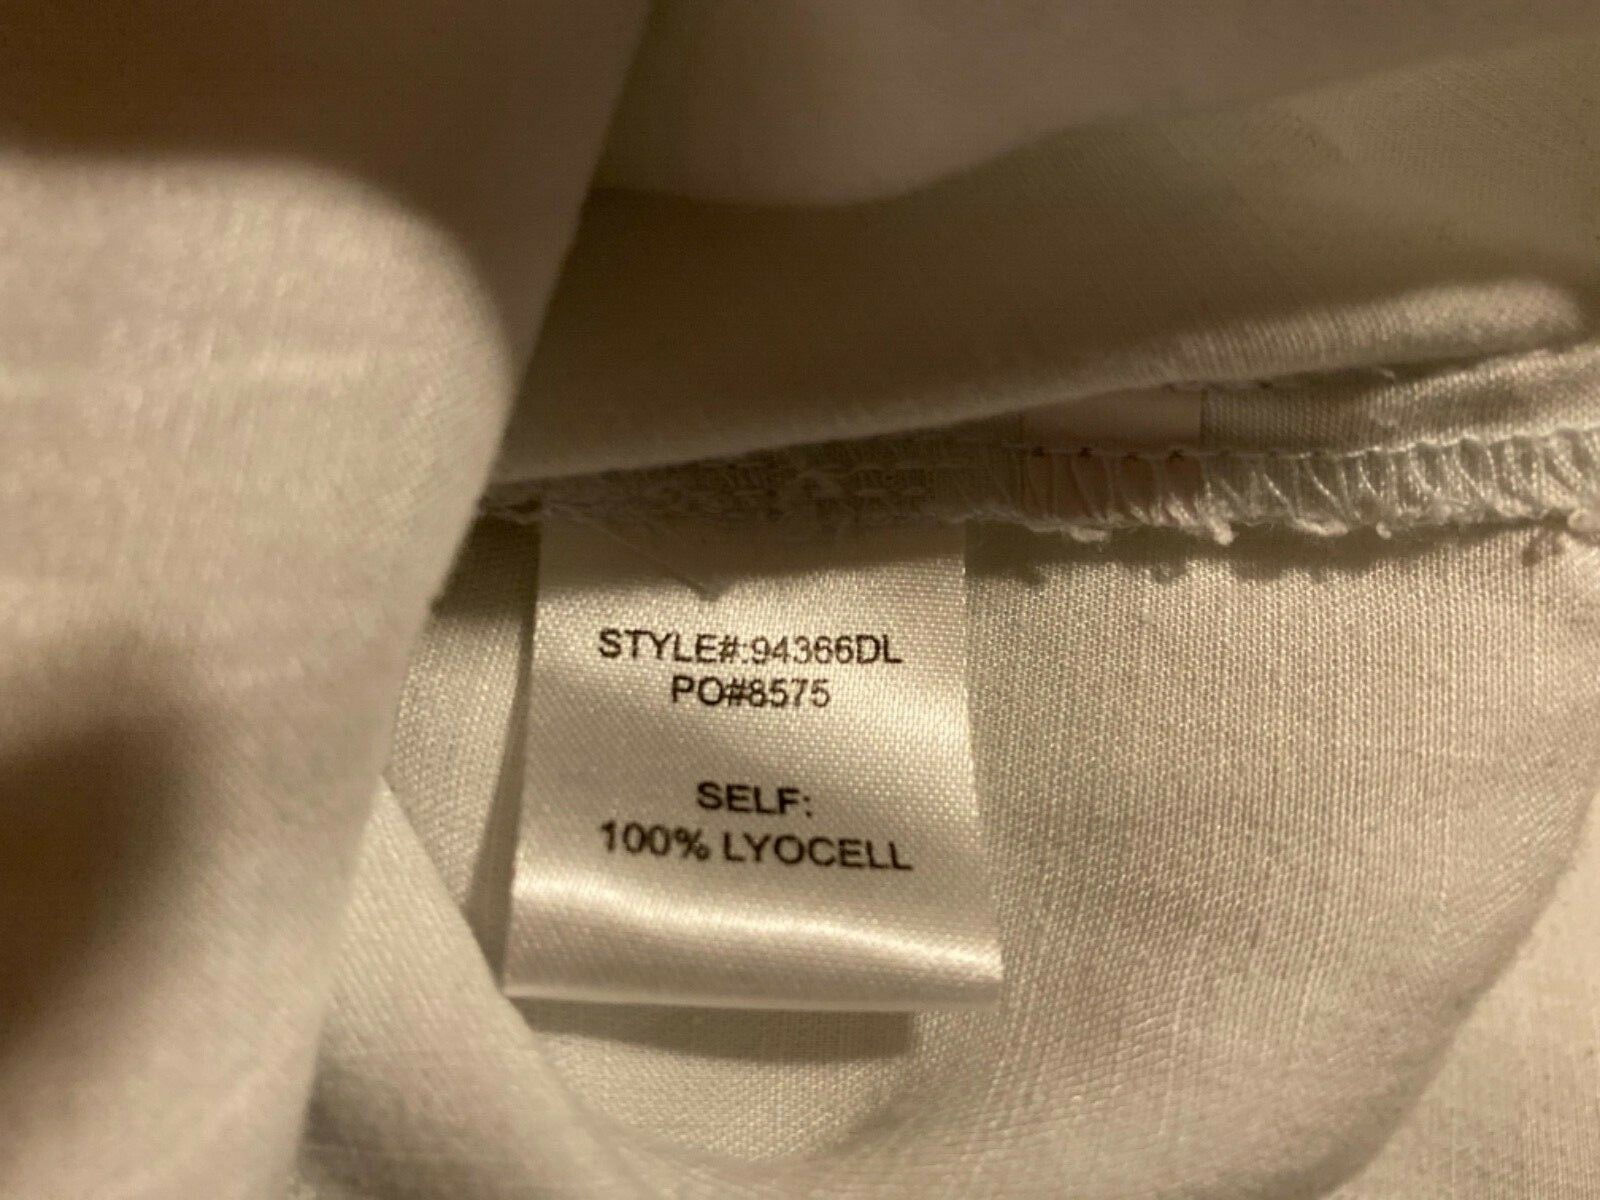 STYLE#:94366DL
PO#8575
SELF:
100% LYOCELL